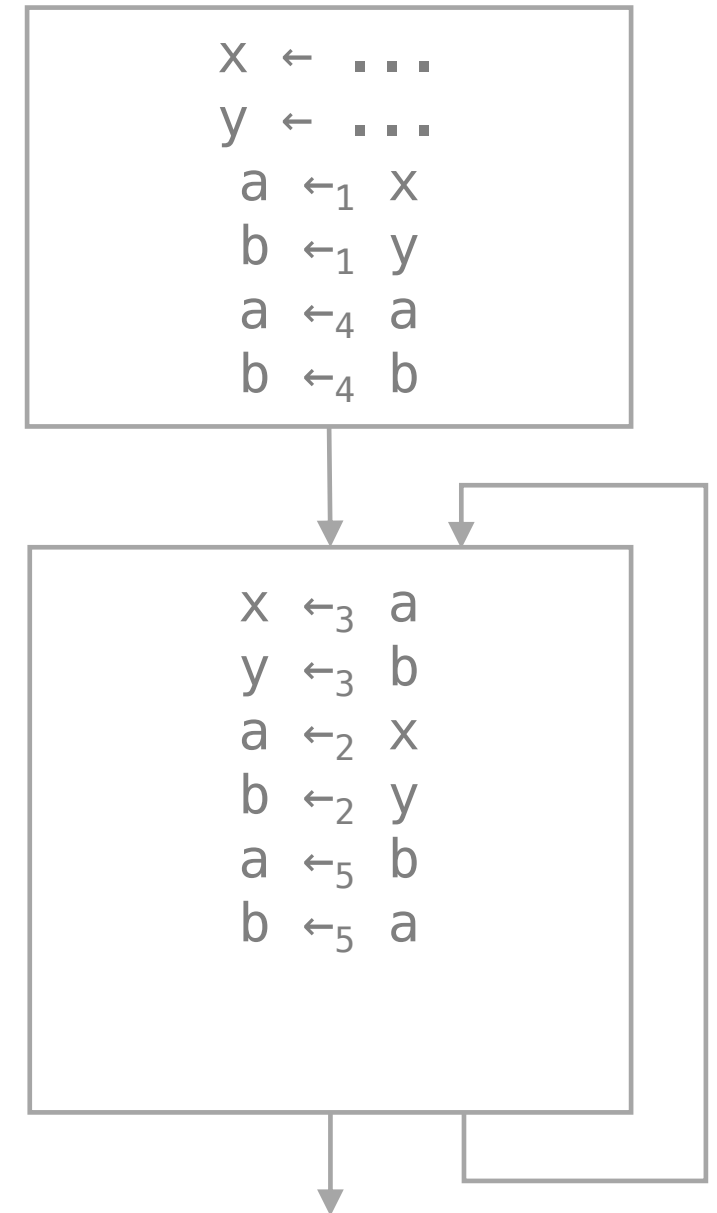 x ← ...
y ← ...
a ←₁ x
b ←₁ y
a ←₄ a
b ←₄ b
x ←₃ a
y ←₃ b
a ←₂ x
b ←₂ y
a ←₅ b
b ←₅ a